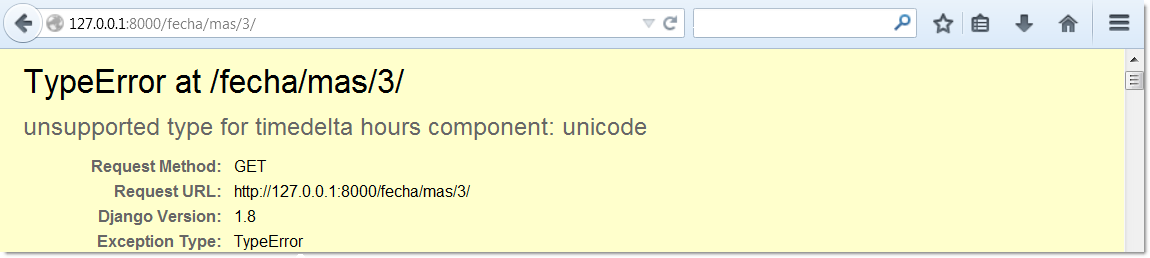 127.0.0.1:8000/fecha/mas/3/
TypeError at /fecha/mas/3/
unsupported type for timedelta hours component: unicode
Request Method: GET
Request URL: http://127.0.0.1:8000/fecha/mas/3/
Django Version: 1.8
Exception Type: TypeError